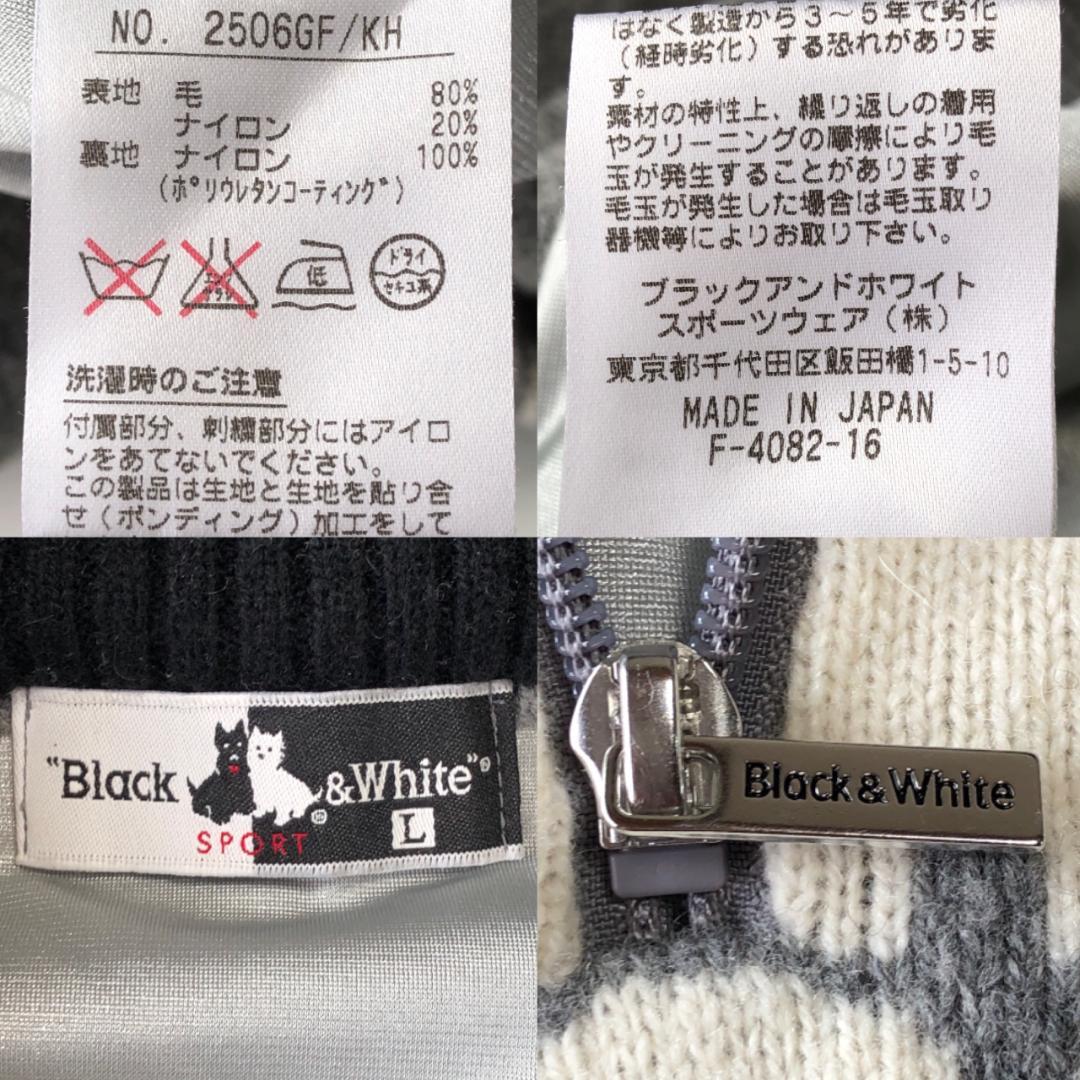 NO. 2506GF/KH
表地 毛 80%
ナイロン 20%
裏地 ナイロン 100%
(ポリウレタンコーティング)
エンソ
サラシ
低
ドライ
セキユ系
洗濯時のご注意
付属部分、刺繍部分にはアイロ
ンをあてないでください。
この製品は生地と生地を貼り合
せ(ボンディング)加工をして
はなく製造から3～5年で劣化
(経時劣化)する恐れがありま
す。
素材の特性上、繰り返しの着用
やクリーニングの摩擦により毛
玉が発生することがあります。
毛玉が発生した場合は毛玉取り
器機等によりお取り下さい。
ブラックアンドホワイト
スポーツウェア(株)
東京都千代田区飯田橋1-5-10
MADE IN JAPAN
F-4082-16
"Black &White"®
®
SPORT L
Black&White